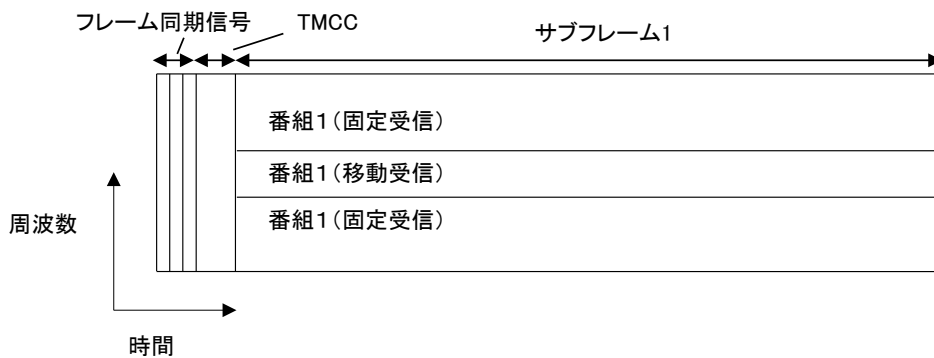 フレーム同期信号
TMCC
サブフレーム1
番組1(固定受信)
番組1(移動受信)
番組1(固定受信)
周波数
時間